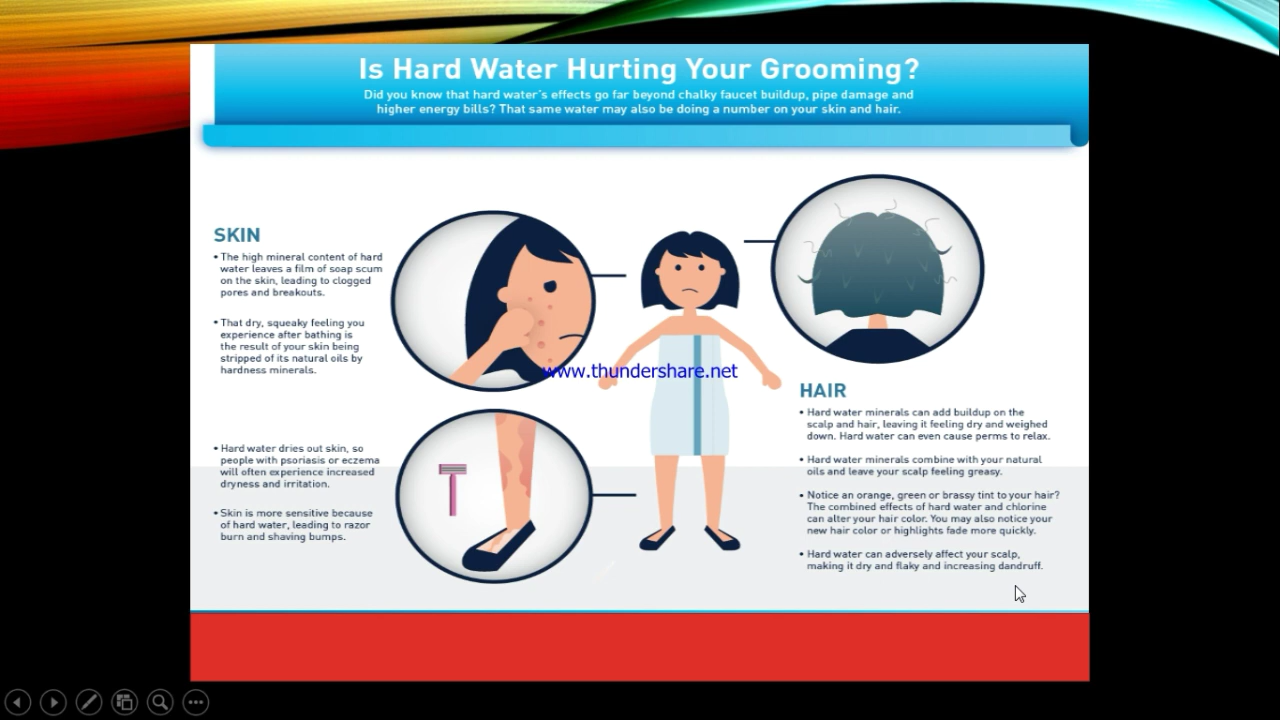 Is Hard Water Hurting Your Grooming?
Did you know that hard water's effects go far beyond chalky faucet buildup, pipe damage and
higher energy bills? That same water may also be doing a number on your skin and hair.
SKIN
• The high mineral content of hard
water leaves a film of soap scum
on the skin, leading to clogged
pores and breakouts.
• That dry, squeaky feeling you
experience after bathing is
the result of your skin being
stripped of its natural oils by
hardness minerals.
• Hard water dries out skin, so
people with psoriasis or eczema
will often experience increased
dryness and irritation.
• Skin is more sensitive because
of hard water, leading to razor
burn and shaving bumps.
www.thundershare.net
HAIR
• Hard water minerals can add buildup on the
scalp and hair, leaving it feeling dry and weighed
down. Hard water can even cause perms to relax.
• Hard water minerals combine with your natural
oils and leave your scalp feeling greasy.
• Notice an orange, green or brassy tint to your hair?
The combined effects of hard water and chlorine
can alter your hair color. You may also notice your
new hair color or highlights fade more quickly.
• Hard water can adversely affect your scalp,
making it dry and flaky and increasing dandruff.